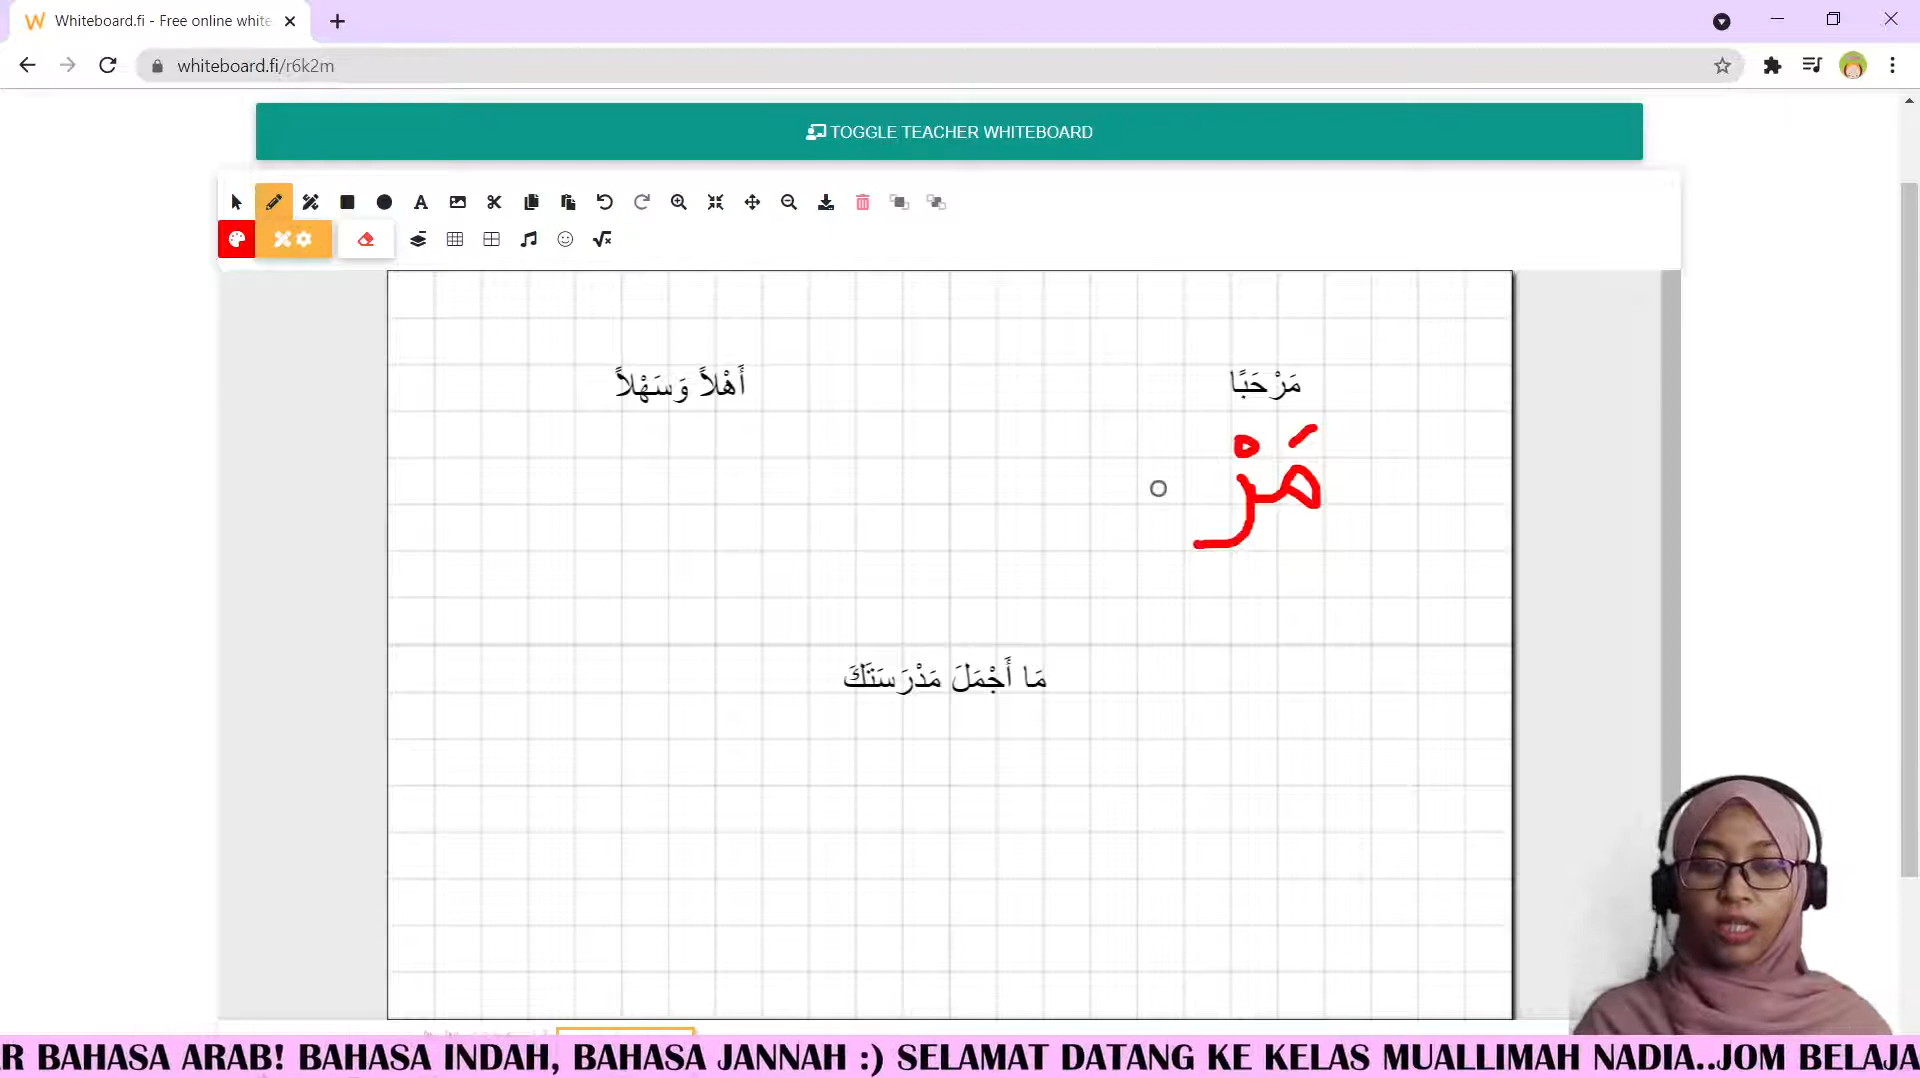 Whiteboard.fi - Free online white
whiteboard.fi/r6k2m
TOGGLE TEACHER WHITEBOARD
مَرْحَبًا
أَهْلاً وَسَهْلاً
مَرْ
مَا أَجْمَلَ مَدْرَسَتَكَ
R BAHASA ARAB! BAHASA INDAH, BAHASA JANNAH :) SELAMAT DATANG KE KELAS MUALLIMAH NADIA..JOM BELAJA